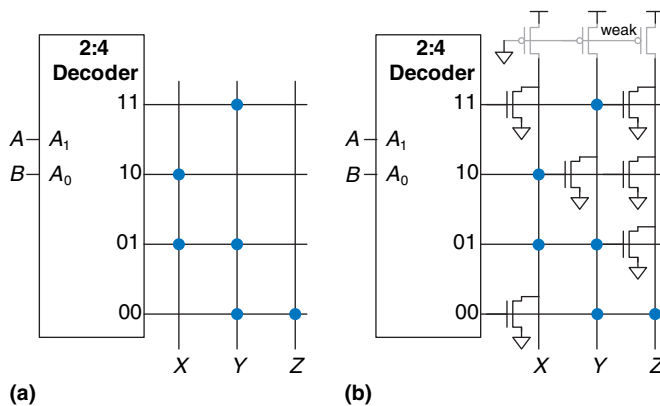 2:4
Decoder
11
A A₁
B A₀
10
01
00
X Y Z
(a)
weak
2:4
Decoder
11
A A₁
B A₀
10
01
00
X Y Z
(b)